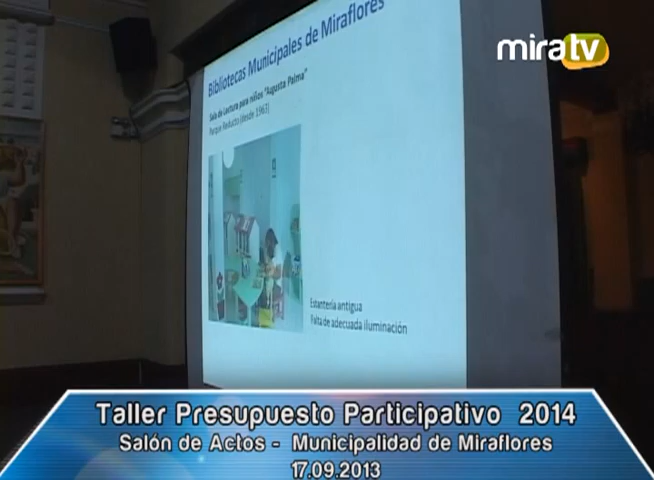 miratv
Bibliotecas Municipales de Miraflores
Sala de Lectura para niños "Augusta Palma"
Parque Reducto (desde 1967)
Estantería antigua
Falta de adecuada iluminación
Taller Presupuesto Participativo 2014
Salón de Actos - Municipalidad de Miraflores
17.09.2013